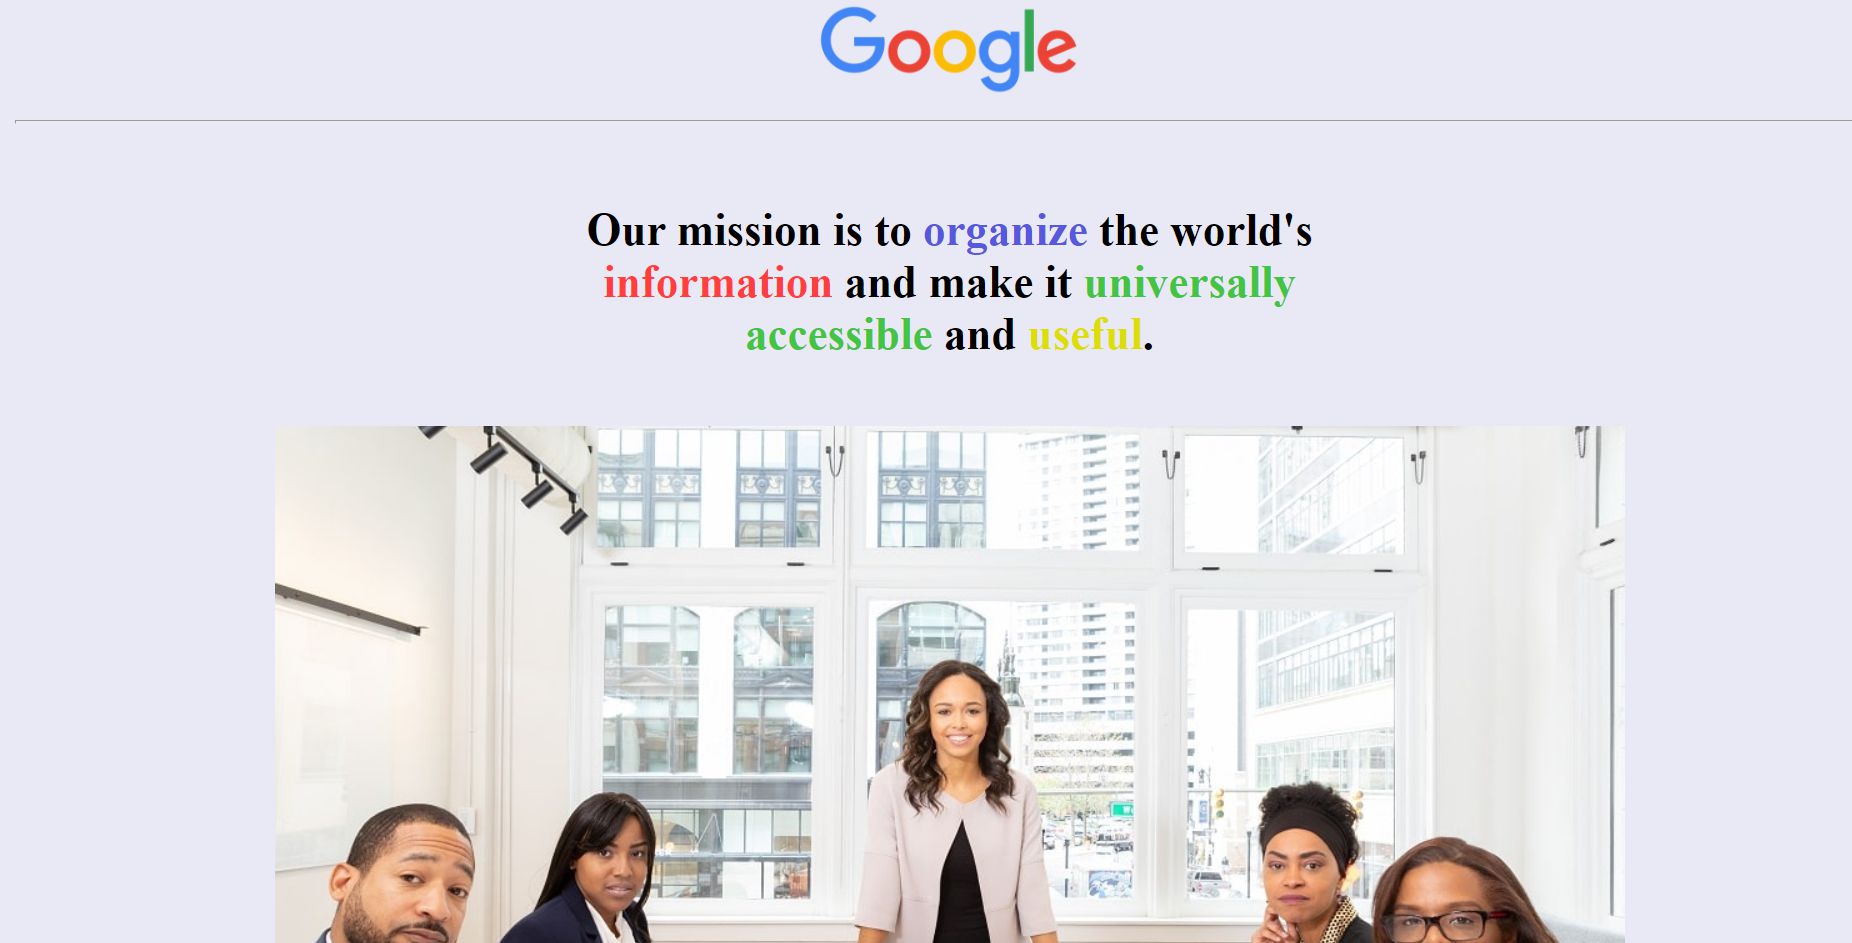 Google
Our mission is to organize the world's
information and make it universally
accessible and useful.